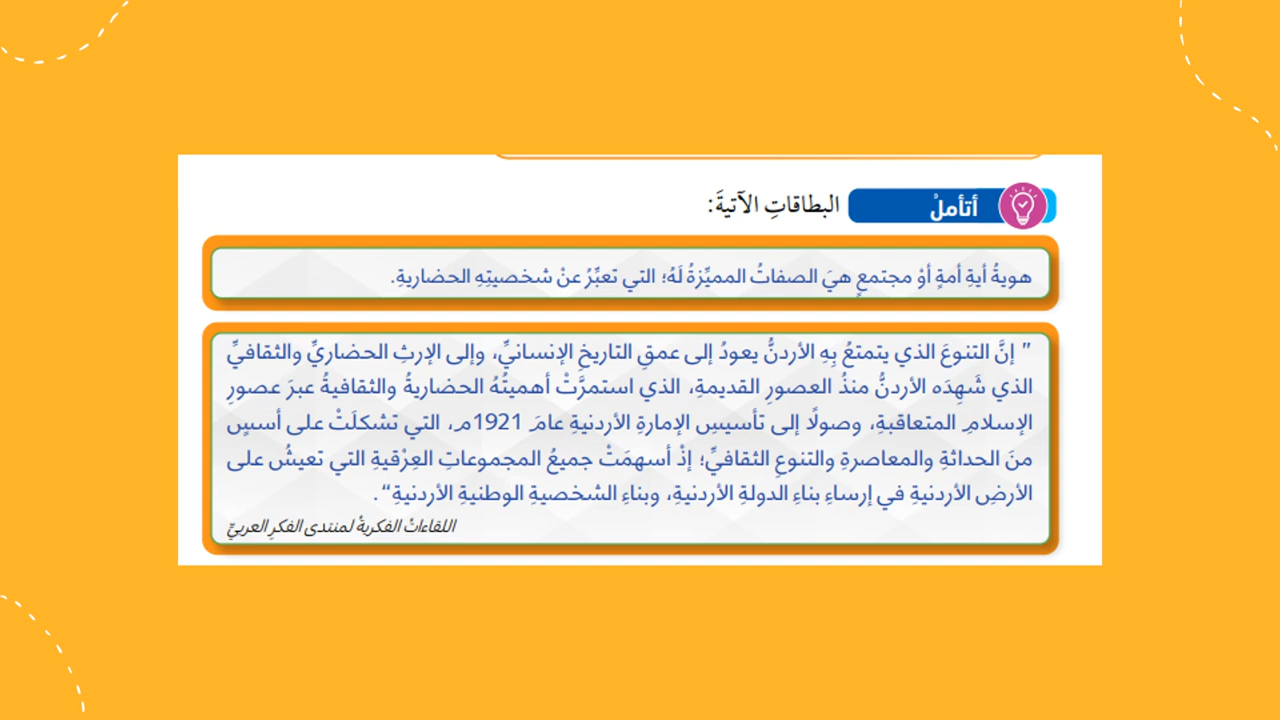 أتأملُ البطاقاتِ الآتيةَ:
هويةُ أيةِ أمةٍ أوْ مجتمعٍ هيَ الصفاتُ المميِّزةُ لَهُ؛ التي تعبِّرُ عنْ شخصيتِهِ الحضاريةِ.
" إنَّ التنوعَ الذي يتمتعُ بِهِ الأردنُّ يعودُ إلى عمقِ التاريخِ الإنسانيِّ، وإلى الإرثِ الحضاريِّ والثقافيِّ
الذي شَهِدَه الأردنُّ منذُ العصورِ القديمةِ، الذي استمرَّتْ أهميتُهُ الحضاريةُ والثقافيةُ عبرَ عصورِ
الإسلامِ المتعاقبةِ، وصولًا إلى تأسيسِ الإمارةِ الأردنيةِ عامَ 1921م، التي تشكلَتْ على أسسٍ
منَ الحداثةِ والمعاصرةِ والتنوعِ الثقافيِّ؛ إذْ أسهمَتْ جميعُ المجموعاتِ العِرْقيةِ التي تعيشُ على
الأرضِ الأردنيةِ في إرساءِ بناءِ الدولةِ الأردنيةِ، وبناءِ الشخصيةِ الوطنيةِ الأردنيةِ“.
اللقاءاتُ الفكريةُ لمنتدى الفكرِ العربيِّ